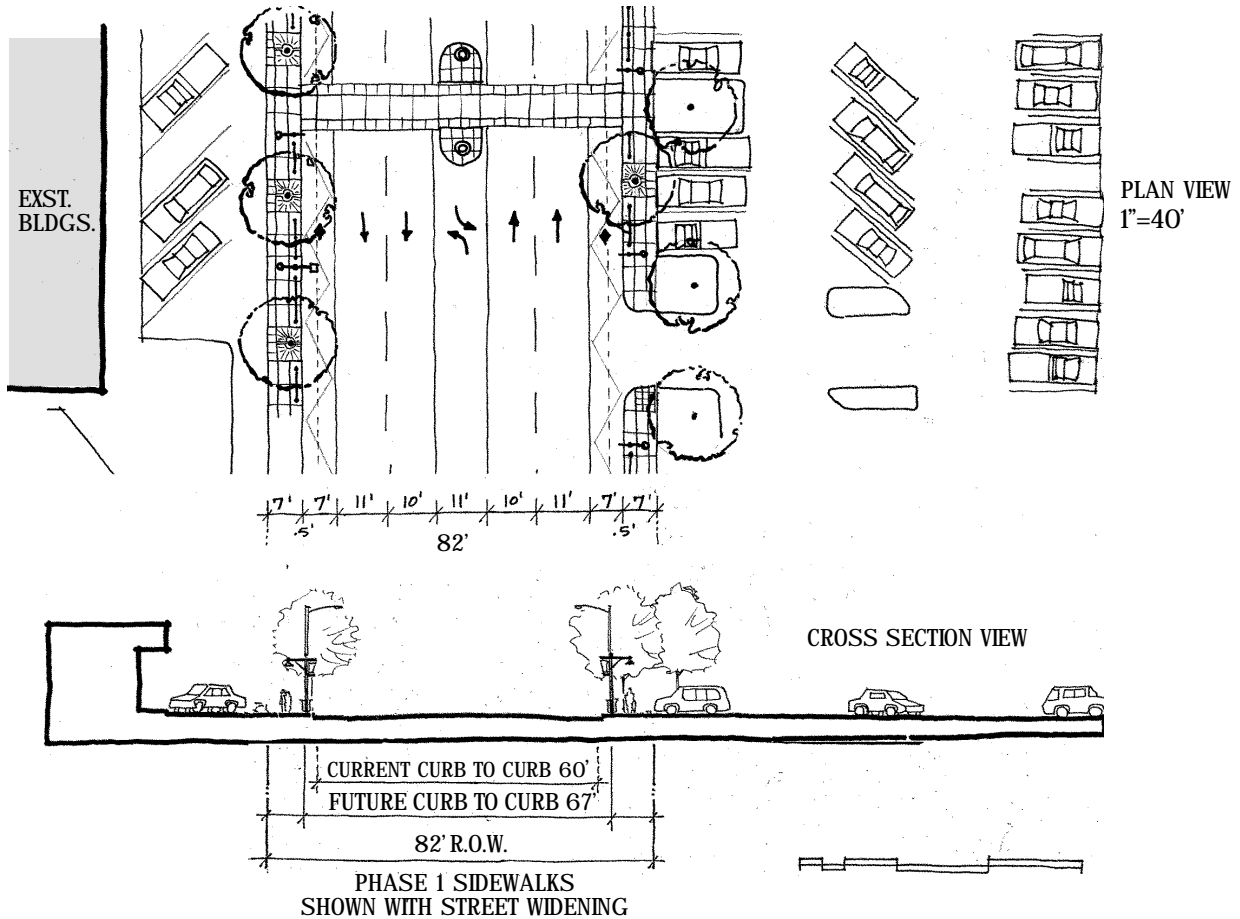 EXST.
BLDGS.
PLAN VIEW
1"=40'
7' 7' 11' 10' 11' 10' 11' 7' 7'
.5' .5'
82'
CROSS SECTION VIEW
CURRENT CURB TO CURB 60'
FUTURE CURB TO CURB 67'
82' R.O.W.
PHASE 1 SIDEWALKS
SHOWN WITH STREET WIDENING